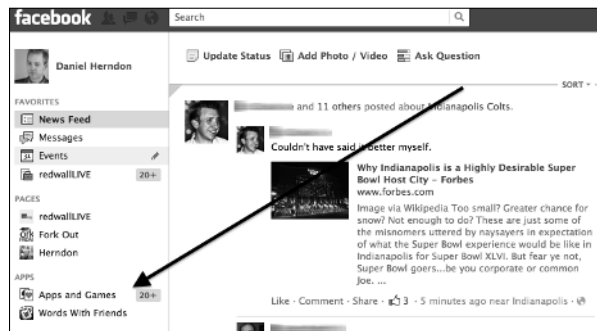 facebook
Search
Daniel Herndon
Update Status Add Photo / Video Ask Question
SORT
FAVORITES
News Feed
Messages
31 Events
redwallLIVE 20+
PAGES
redwallLIVE
Fork Out
Herndon
APPS
Apps and Games 20+
Words With Friends
and 11 others posted about Indianapolis Colts.
Couldn't have said it better myself.
Why Indianapolis is a Highly Desirable Super
Bowl Host City – Forbes
www.forbes.com
Image via Wikipedia Too small? Greater chance for
snow? Not enough to do? These are just some of
the misnomers uttered by naysayers in expectation
of what the Super Bowl experience would be like in
Indianapolis for Super Bowl XLVI. But fear ye not,
Super Bowl goers...be you corporate or common
Joe. ...
Like · Comment · Share · 3 · 5 minutes ago near Indianapolis ·